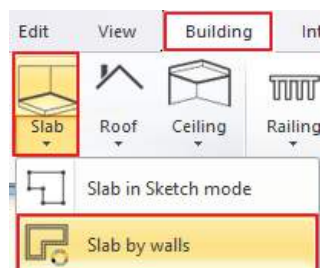 Edit View Building Int
Slab Roof Ceiling Railing
Slab in Sketch mode
Slab by walls